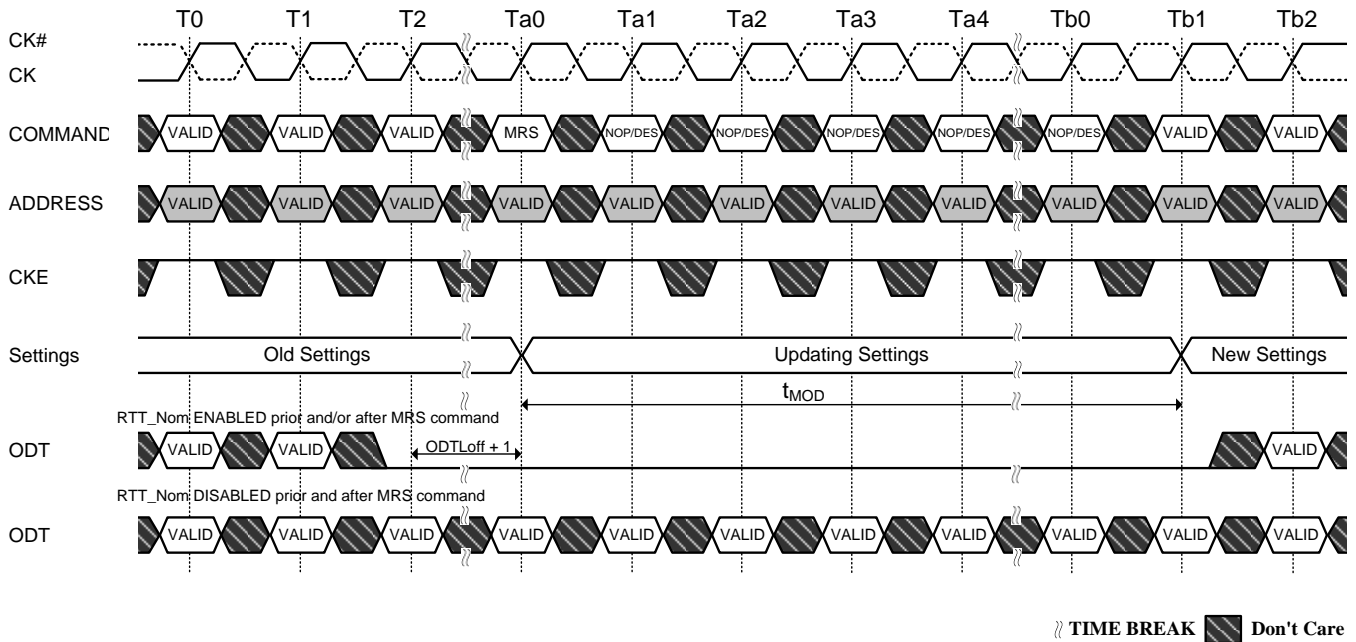 T0 T1 T2 Ta0 Ta1 Ta2 Ta3 Ta4 Tb0 Tb1 Tb2
CK#
CK
COMMAND VALID VALID VALID MRS NOP/DES NOP/DES NOP/DES NOP/DES NOP/DES VALID VALID
ADDRESS VALID VALID VALID VALID VALID VALID VALID VALID VALID VALID VALID
CKE
Settings Old Settings Updating Settings New Settings
tMOD
RTT_Nom ENABLED prior and/or after MRS command
ODT VALID VALID ODTLoff + 1 VALID
RTT_Nom DISABLED prior and after MRS command
ODT VALID VALID VALID VALID VALID VALID VALID VALID VALID VALID VALID
TIME BREAK Don't Care